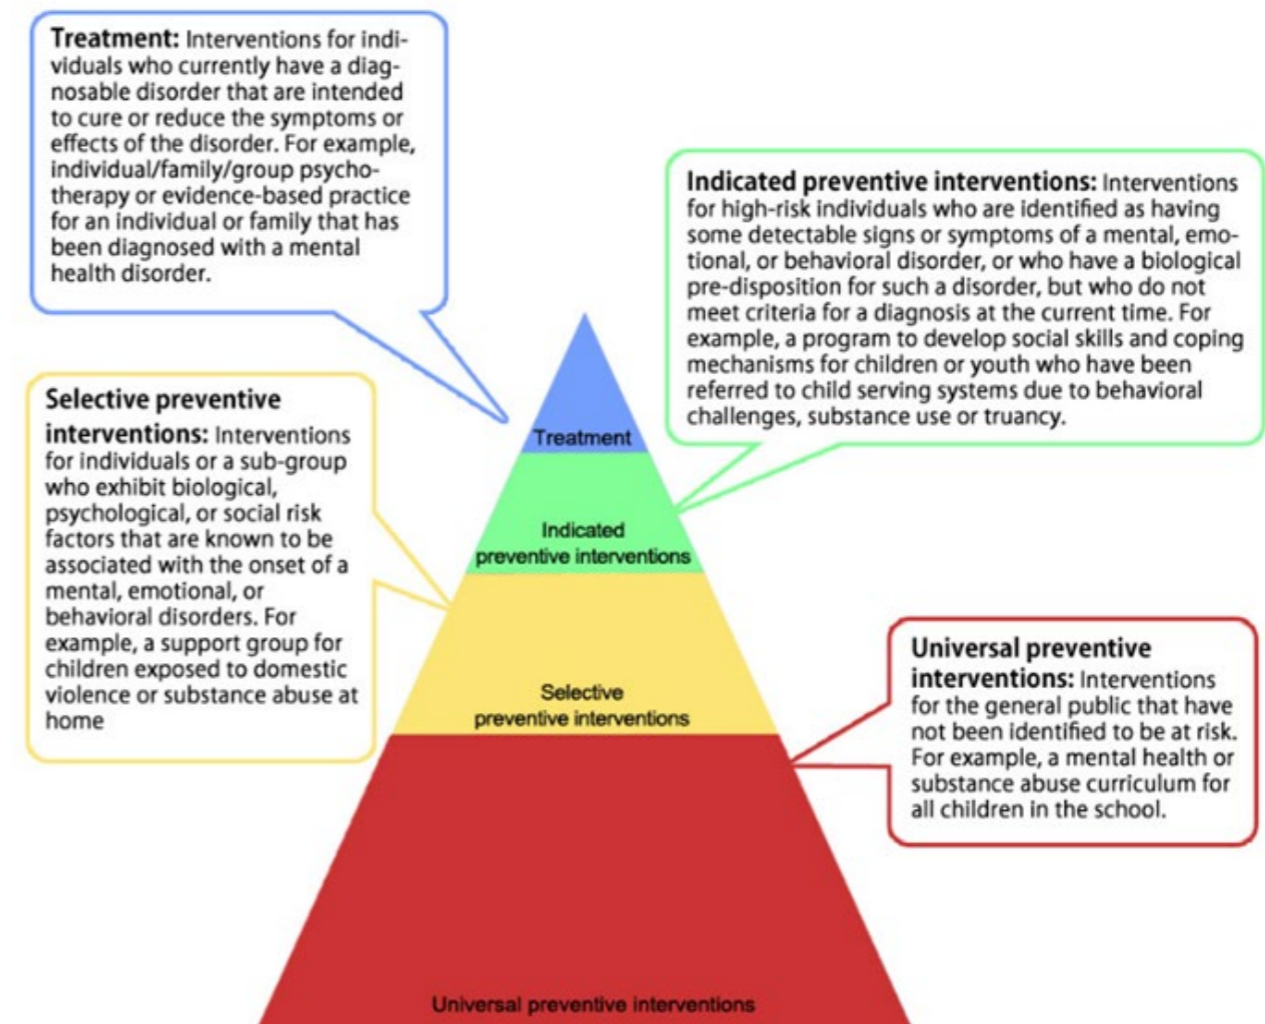 Treatment: Interventions for indi-
viduals who currently have a diag-
nosable disorder that are intended
to cure or reduce the symptoms or
effects of the disorder. For example,
individual/family/group psycho-
therapy or evidence-based practice
for an individual or family that has
been diagnosed with a mental
health disorder.
Indicated preventive interventions: Interventions
for high-risk individuals who are identified as having
some detectable signs or symptoms of a mental, emo-
tional, or behavioral disorder, or who have a biological
pre-disposition for such a disorder, but who do not
meet criteria for a diagnosis at the current time. For
example, a program to develop social skills and coping
mechanisms for children or youth who have been
referred to child serving systems due to behavioral
challenges, substance use or truancy.
Selective preventive
interventions: Interventions
for individuals or a sub-group
who exhibit biological,
psychological, or social risk
factors that are known to be
associated with the onset of a
mental, emotional, or
behavioral disorders. For
example, a support group for
children exposed to domestic
violence or substance abuse at
home
Treatment
Indicated
preventive interventions
Selective
preventive interventions
Universal preventive
interventions: Interventions
for the general public that have
not been identified to be at risk.
For example, a mental health or
substance abuse curriculum for
all children in the school.
Universal preventive interventions